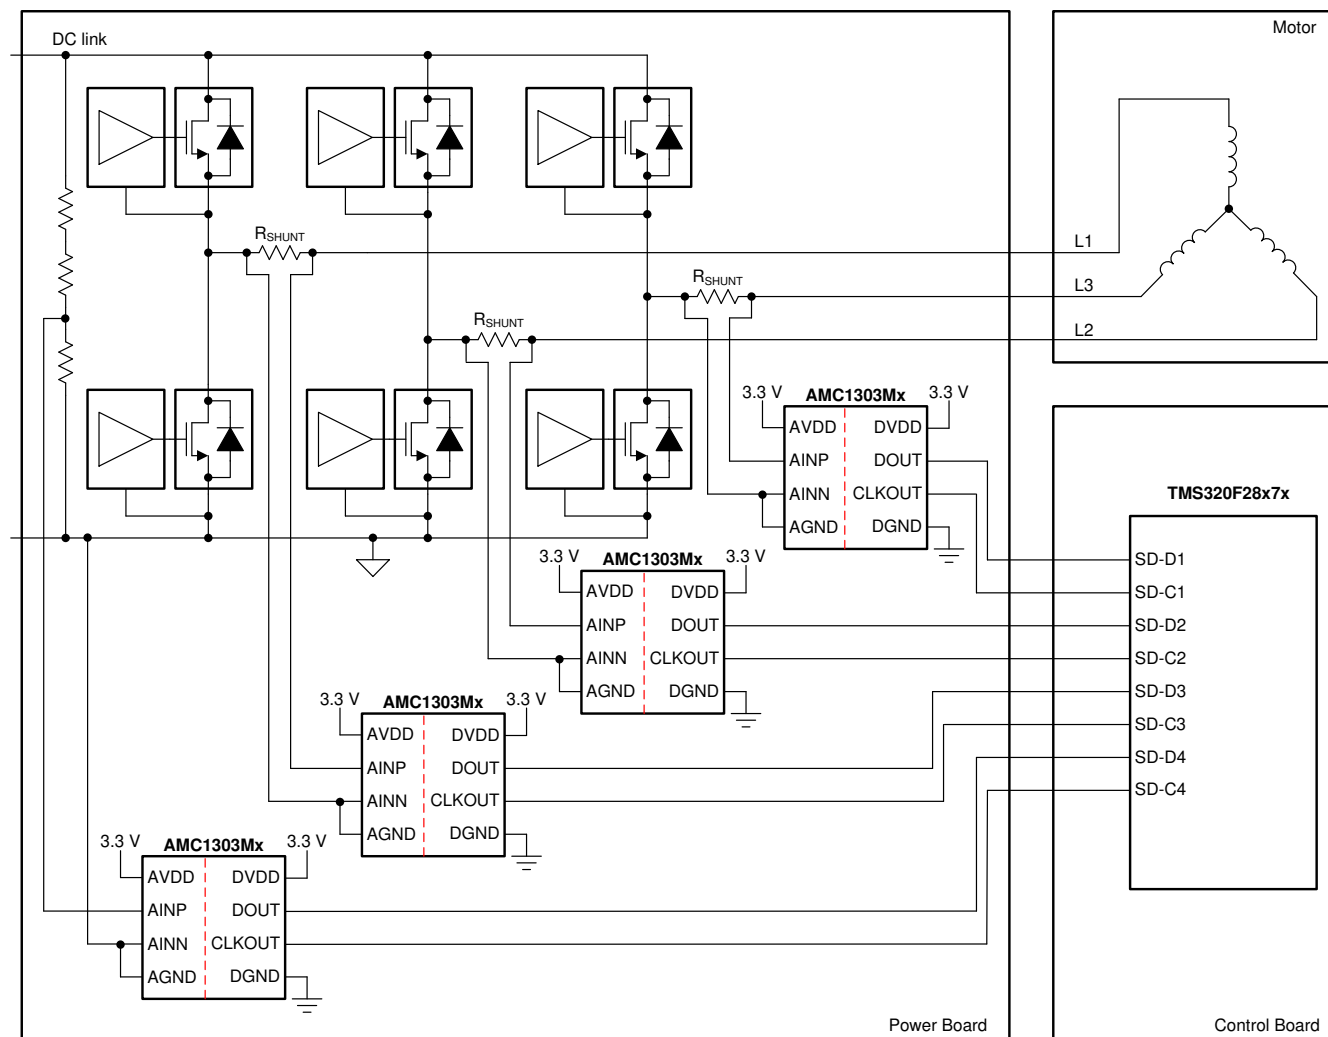 DC link
Motor
R_SHUNT
L1
R_SHUNT
L3
R_SHUNT
L2
AMC1303Mx
3.3 V
3.3 V
AVDD DVDD
AINP DOUT
AINN CLKOUT
AGND DGND
TMS320F28x7x
SD-D1
SD-C1
SD-D2
SD-C2
SD-D3
SD-C3
SD-D4
SD-C4
AMC1303Mx
3.3 V
3.3 V
AVDD DVDD
AINP DOUT
AINN CLKOUT
AGND DGND
AMC1303Mx
3.3 V
3.3 V
AVDD DVDD
AINP DOUT
AINN CLKOUT
AGND DGND
AMC1303Mx
3.3 V
3.3 V
AVDD DVDD
AINP DOUT
AINN CLKOUT
AGND DGND
Power Board
Control Board